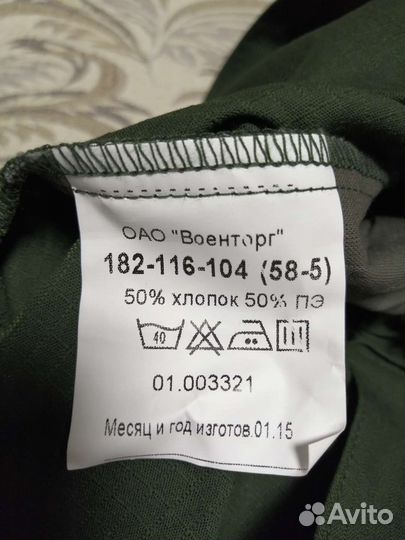 ОАО "Военторг"
182-116-104 (58-5)
50% хлопок 50% ПЭ
40
01.003321
Месяц и год изготов.01.15
Avito